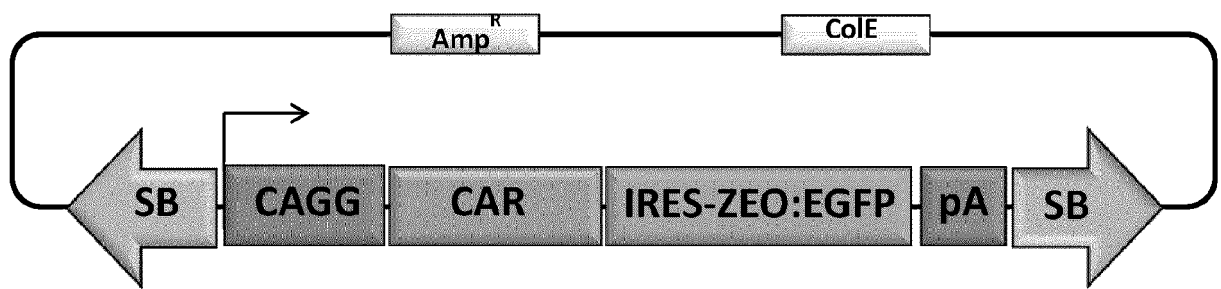 Amp^R
ColE
SB
CAGG
CAR
IRES-ZEO:EGFP
pA
SB